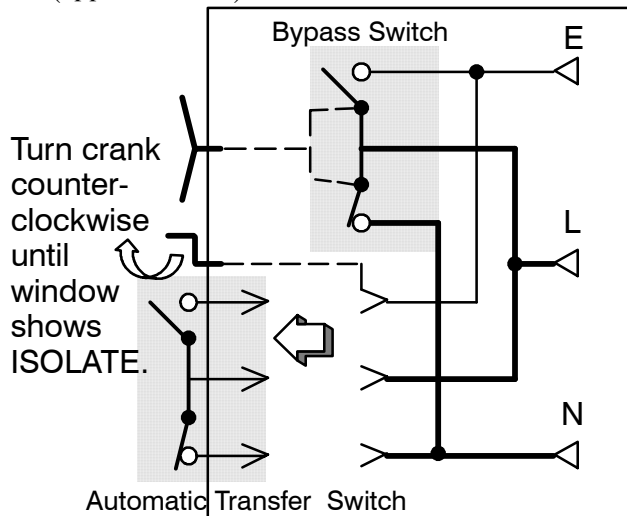 Bypass Switch
E
Turn crank
counter-
clockwise
until
window
shows
ISOLATE.
L
N
Automatic Transfer Switch